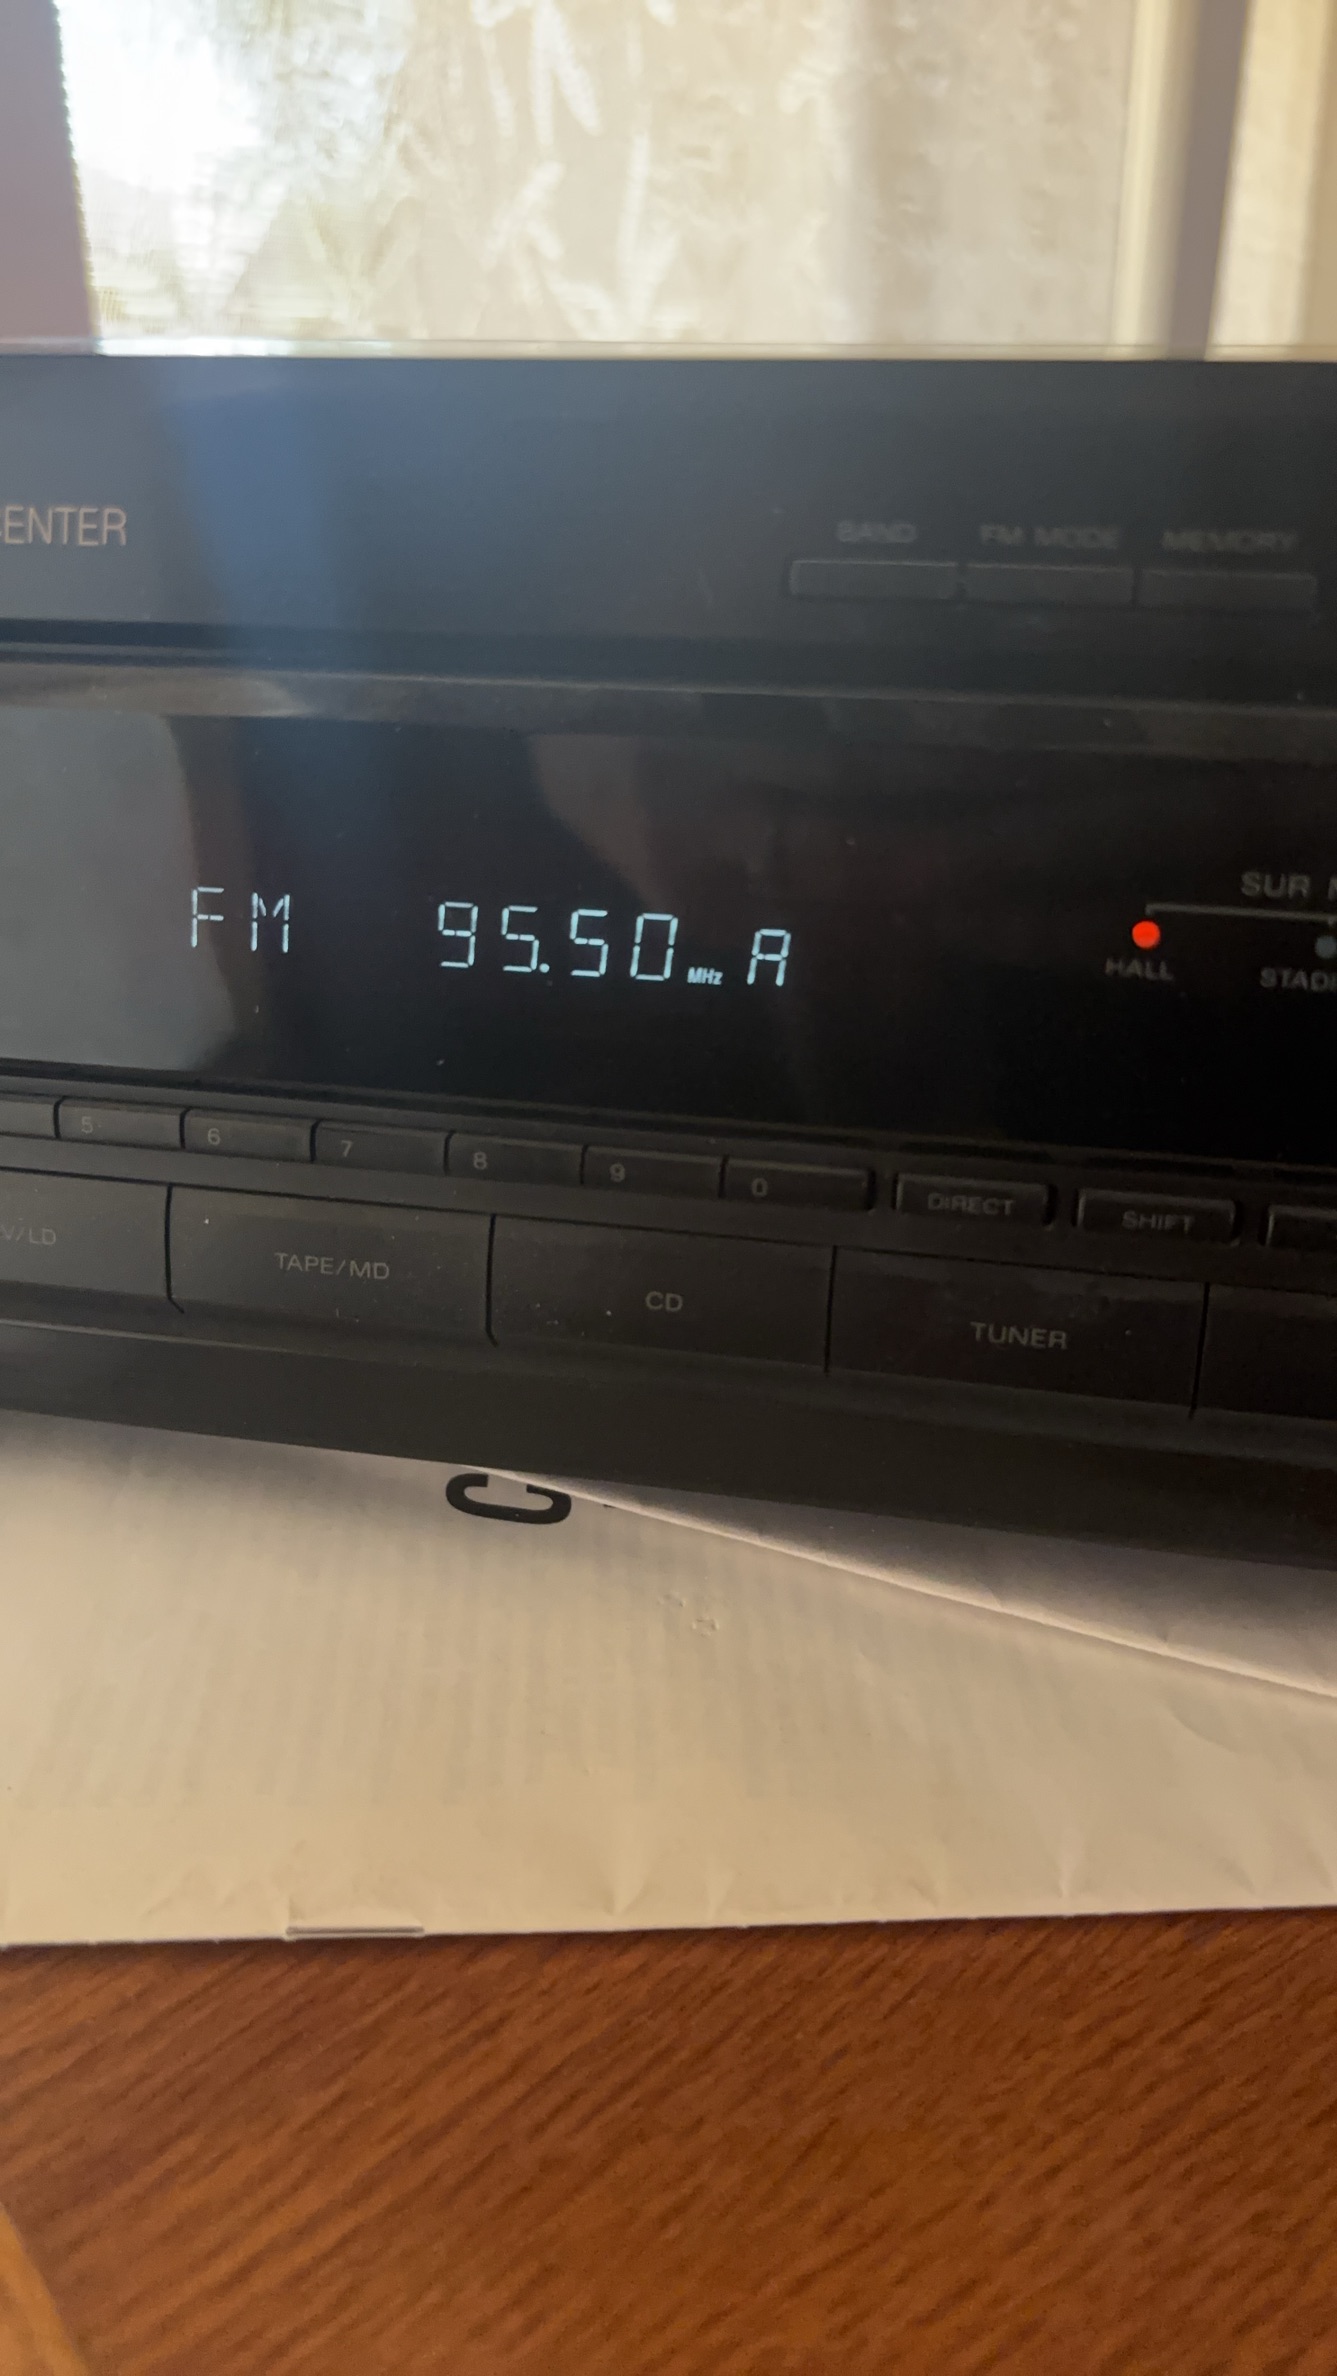 CENTER
BAND FM MODE MEMORY
SUR
FM 95.50 MHz A
HALL
5 6 7 8 9 0 DIRECT SHIFT
TAPE/MD CD TUNER
C